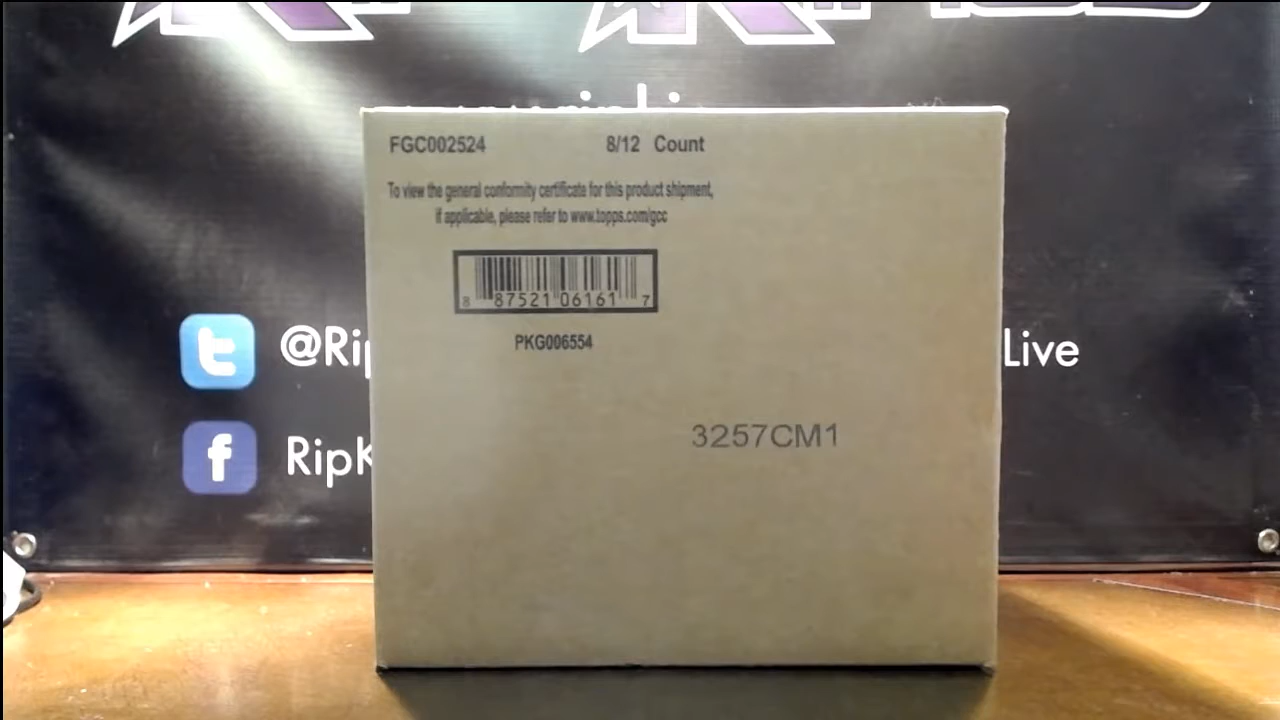 FGC002524 8/12 Count
To view the general conformity certificate for this product shipment,
if applicable, please refer to www.topps.com/gcc
8 87521 06161 7
PKG006554
@Rip
Live
3257CM1
f RipK